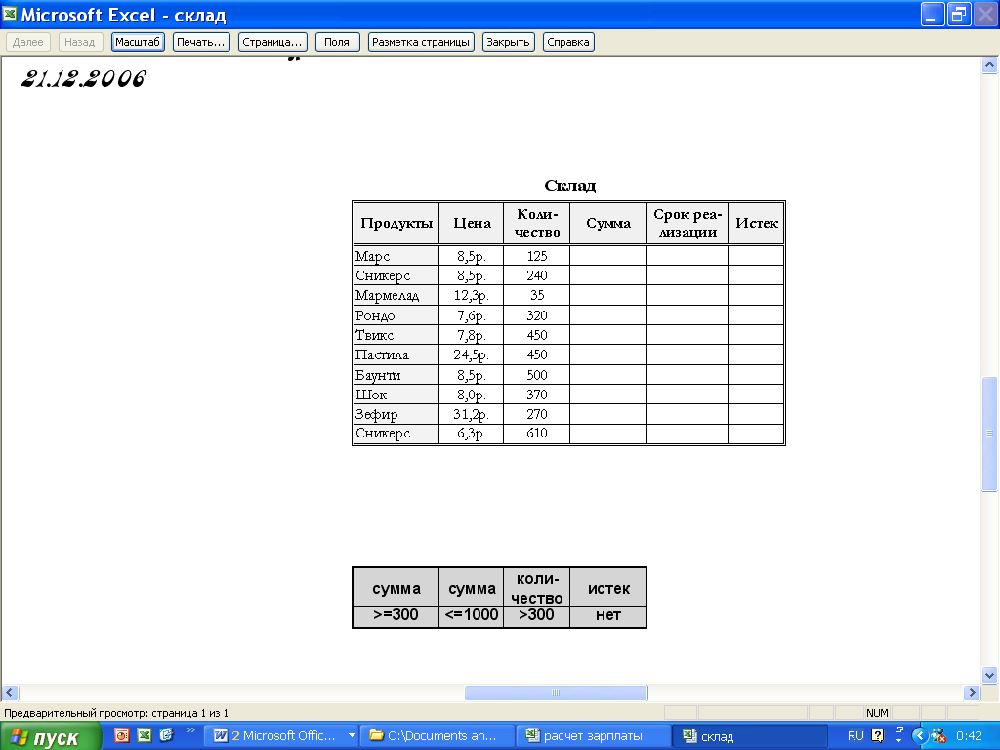 Microsoft Excel - склад
Далее Назад Масштаб Печать... Страница... Поля Разметка страницы Закрыть Справка
21.12.2006
Склад
Продукты Цена Коли-чество Сумма Срок реа-лизации Истек
Марс 8,5р. 125
Сникерс 8,5р. 240
Мармелад 12,3р. 35
Рондо 7,6р. 320
Твикс 7,8р. 450
Пастила 24,5р. 450
Баунти 8,5р. 500
Шок 8,0р. 370
Зефир 31,2р. 270
Сникерс 6,3р. 610
сумма сумма коли-чество истек
>=300 <=1000 >300 нет
Предварительный просмотр: страница 1 из 1 NUM
пуск 2 Microsoft Offic... C:\Documents an... расчет зарплаты склад RU 0:42